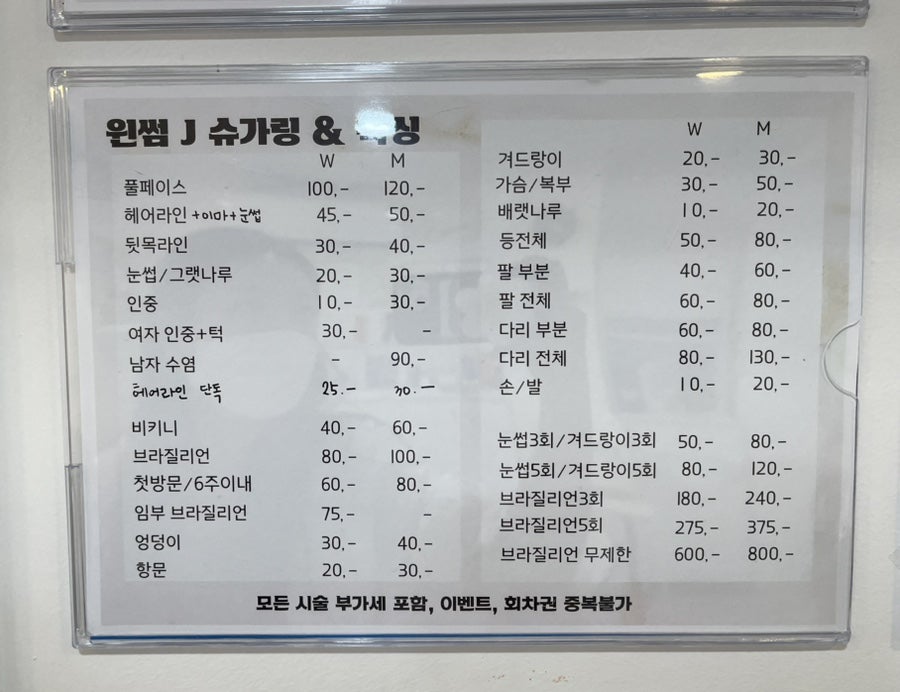 윈썸 J 슈가링 & 싱
W M
풀페이스 100,- 120,-
헤어라인 +이마+눈썹 45,- 50,-
뒷목라인 30,- 40,-
눈썹/그랫나루 20,- 30,-
인중 10,- 30,-
여자 인중+턱 30,- -
남자 수염 - 90,-
헤어라인 단독 25.- 30.-
비키니 40,- 60,-
브라질리언 80,- 100,-
첫방문/6주이내 60,- 80,-
임부 브라질리언 75,- -
엉덩이 30,- 40,-
항문 20,- 30,-
W M
겨드랑이 20,- 30,-
가슴/복부 30,- 50,-
배랫나루 10,- 20,-
등전체 50,- 80,-
팔 부분 40,- 60,-
팔 전체 60,- 80,-
다리 부분 60,- 80,-
다리 전체 80,- 130,-
손/발 10,- 20,-
눈썹3회/겨드랑이3회 50,- 80,-
눈썹5회/겨드랑이5회 80,- 120,-
브라질리언3회 180,- 240,-
브라질리언5회 275,- 375,-
브라질리언 무제한 600,- 800,-
모든 시술 부가세 포함, 이벤트, 회차권 중복불가